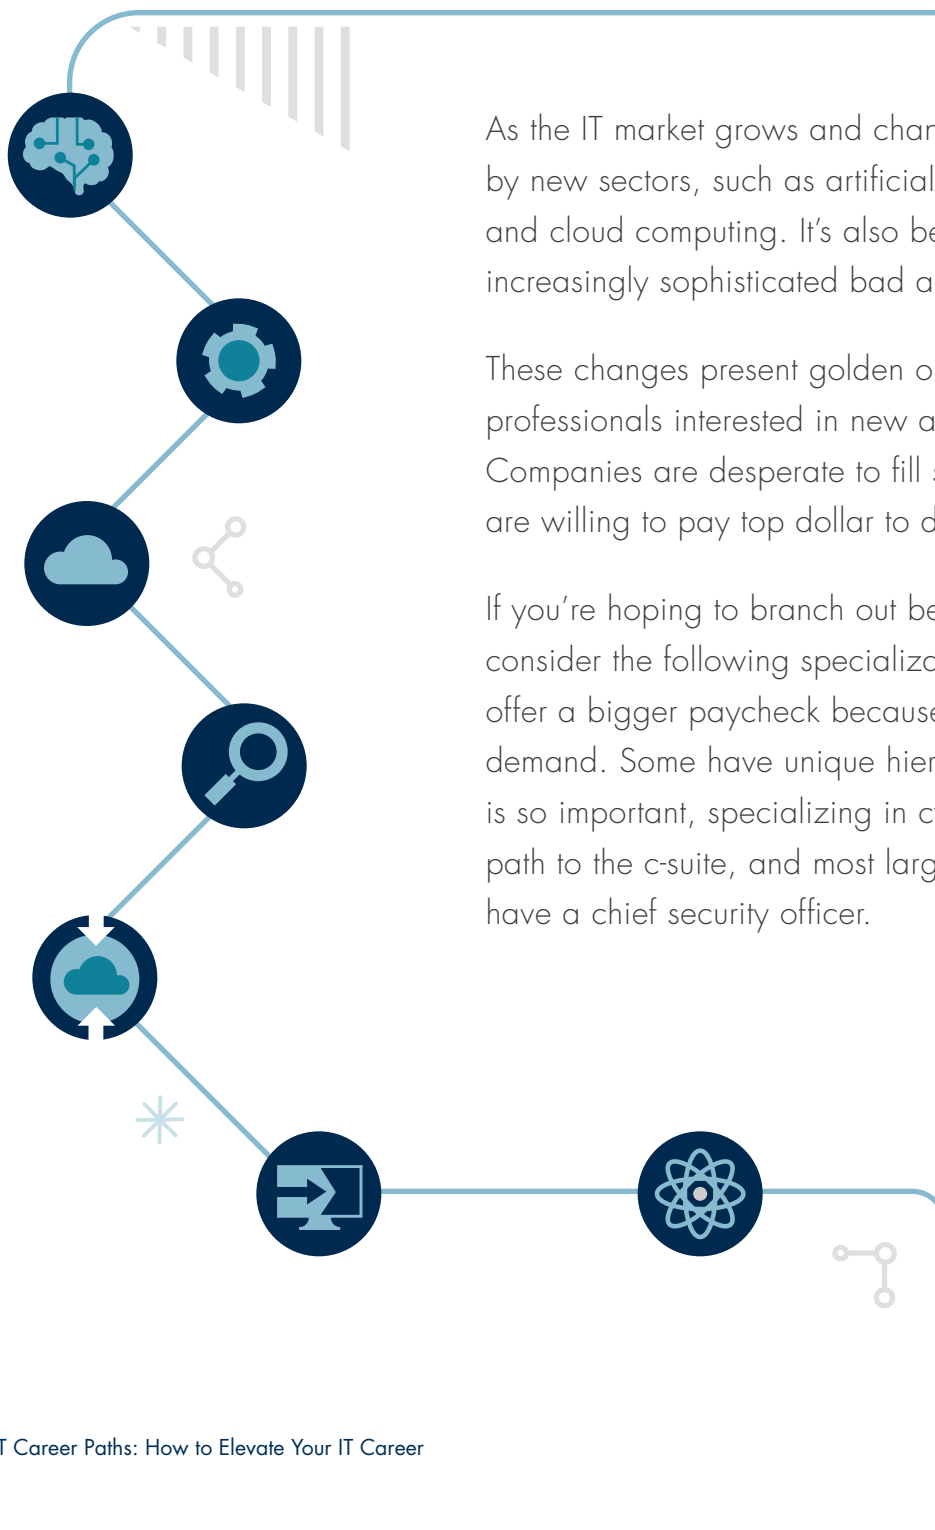 As the IT market grows and chan
by new sectors, such as artificial
and cloud computing. It’s also be
increasingly sophisticated bad a
These changes present golden o
professionals interested in new a
Companies are desperate to fill s
are willing to pay top dollar to d
If you’re hoping to branch out be
consider the following specializa
offer a bigger paycheck because
demand. Some have unique hier
is so important, specializing in c
path to the c-suite, and most larg
have a chief security officer.
T Career Paths: How to Elevate Your IT Career